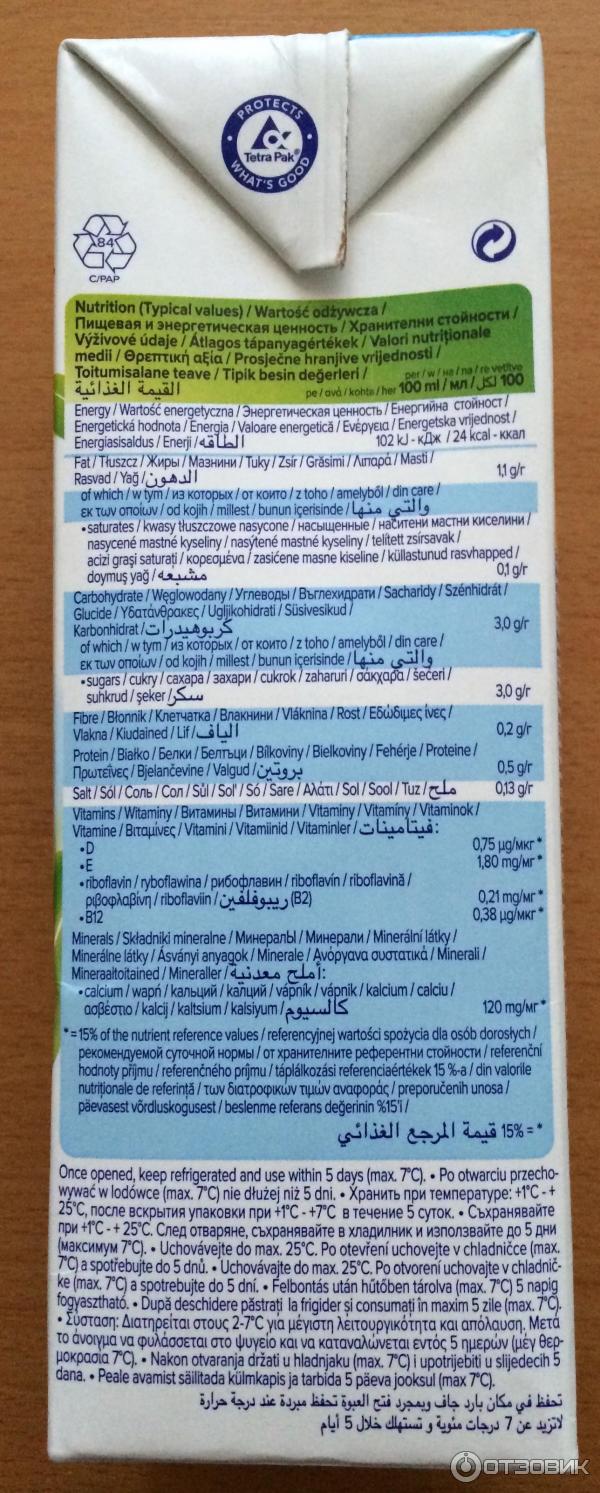 PROTECTS
Tetra Pak®
WHAT'S GOOD
84
C/PAP
Nutrition (Typical values) / Wartość odżywcza /
Пищевая и энергетическая ценность / Хранителни стойности /
Výživové údaje / Átlagos tápanyagértékek / Valori nutriționale
medii / Θρεπτική αξία / Prosječne hranjive vrijednosti /
Toitumisalane teave / Tipik besin değerleri /
القيمة الغذائية
per / w / на / na / re vetitve
pe / ανά / kohta / her 100 ml / мл / لكل 100
Energy / Wartość energetyczna / Энергетическая ценность / Енергийна стойност /
Energetická hodnota / Energia / Valoare energetică / Ενέργεια / Energetska vrijednost /
Energiasisaldus / Enerji / الطاقه 102 kJ - кДж / 24 kcal - ккал
Fat / Tłuszcz / Жиры / Мазнини / Tuky / Zsír / Grăsimi / Λιπαρά / Masti /
Rasvad / Yağ / الدهون 1,1 g/г
of which / w tym / из которых / от които / z toho / amelyből / din care /
εκ των οποίων / od kojih / millest / bunun içerisinde / والتي منها
•saturates / kwasy tłuszczowe nasycone / насыщенные / наситени мастни киселини /
nasycené mastné kyseliny / nasýtené mastné kyseliny / telített zsírsavak /
acizi grași saturați / κορεσμένα / zasićene masne kiseline / küllastunud rasvhapped /
doymuş yağ / مشبعه 0,1 g/г
Carbohydrate / Węglowodany / Углеводы / Въглехидрати / Sacharidy / Szénhidrát /
Glucide / Υδατάνθρακες / Ugljikohidrati / Süsivesikud /
Karbonhidrat / كربوهيدرات 3,0 g/г
of which / w tym / из которых / от които / z toho / amelyből / din care /
εκ των οποίων / od kojih / millest / bunun içerisinde / والتي منها
•sugars / cukry / сахара / захари / cukrok / zaharuri / σάκχαρα / šećeri /
suhkrud / şeker / سكر 3,0 g/г
Fibre / Błonnik / Клетчатка / Влакнини / Vláknina / Rost / Εδώδιμες ίνες /
Vlakna / Kiudained / Lif / الياف 0,2 g/г
Protein / Białko / Белки / Белтъци / Bílkoviny / Bielkoviny / Fehérje / Proteine /
Πρωτεΐνες / Bjelančevine / Valgud / بروتين 0,5 g/г
Salt / Sól / Соль / Сол / Sůl / Soľ / Só / Sare / Αλάτι / Sol / Sool / Tuz / ملح 0,13 g/г
Vitamins / Witaminy / Витамины / Витамини / Vitaminy / Vitamíny / Vitaminok /
Vitamine / Βιταμίνες / Vitamini / Vitamiinid / Vitaminler / فيتامينات:
•D 0,75 µg/мкг *
•E 1,80 mg/мг *
•riboflavin / ryboflawina / рибофлавин / riboflavín / riboflavină /
ριβοφλαβίνη / riboflaviin / ريبوفلفين (B2) 0,21 mg/мг *
•B12 0,38 µg/мкг *
Minerals / Składniki mineralne / Минералы / Минерали / Minerální látky /
Minerálne látky / Ásványi anyagok / Minerale / Ανόργανα συστατικά / Minerali /
Mineraaltoitained / Mineraller / أملح معدنية:
•calcium / wapń / кальций / калций / vápník / vápnik / kalcium / calciu /
ασβέστιο / kalcij / kaltsium / kalsiyum / كالسيوم 120 mg/мг *
* = 15% of the nutrient reference values / referencyjnej wartości spożycia dla osób dorosłych /
рекомендуемой суточной нормы / от хранителните референтни стойности / referenční
hodnoty příjmu / referenčného príjmu / táplálkozási referenciaértékek 15 %-a / din valorile
nutriționale de referință / των διατροφικών τιμών αναφοράς / preporučenih unosa /
päevasest võrdluskogusest / beslenme referans değerinin %15'i /
* = 15% قيمة المرجع الغذائي
Once opened, keep refrigerated and use within 5 days (max. 7°C). • Po otwarciu przecho-
wywać w lodówce (max. 7°C) nie dłużej niż 5 dni. • Хранить при температуре: +1°C - +
25°C, после вскрытия упаковки при +1°C - +7°C в течение 5 суток. • Съхранявайте
при +1°C - + 25°C. След отваряне, съхранявайте в хладилник и използвайте до 5 дни
(максимум 7°C). • Uchovávejte do max. 25°C. Po otevření uchovejte v chladničce (max.
7°C) a spotřebujte do 5 dnů. • Uchovávajte do max. 25°C. Po otvorení uchovajte v chladnič-
ke (max. 7°C) a spotrebujte do 5 dní. • Felbontás után hűtőben tárolva (max. 7°C) 5 napig
fogyasztható. • După deschidere păstrați la frigider și consumați în maxim 5 zile (max. 7°C).
• Σύσταση: Διατηρείται στους 2-7°C για μέγιστη λειτουργικότητα και απόλαυση. Μετά
το άνοιγμα να φυλάσσεται στο ψυγείο και να καταναλώνεται εντός 5 ημερών (μέγ θερ-
μοκρασία 7°C). • Nakon otvaranja držati u hladnjaku (max. 7°C) i upotrijebiti u slijedecih 5
dana. • Peale avamist säilitada külmkapis ja tarbida 5 päeva jooksul (max 7°C).
تحفظ في مكان بارد جاف وبمجرد فتح العبوة تحفظ مبردة عند درجة حرارة
لاتزيد عن 7 درجات مئوية و تستهلك خلال 5 أيام
ОТЗОВИК